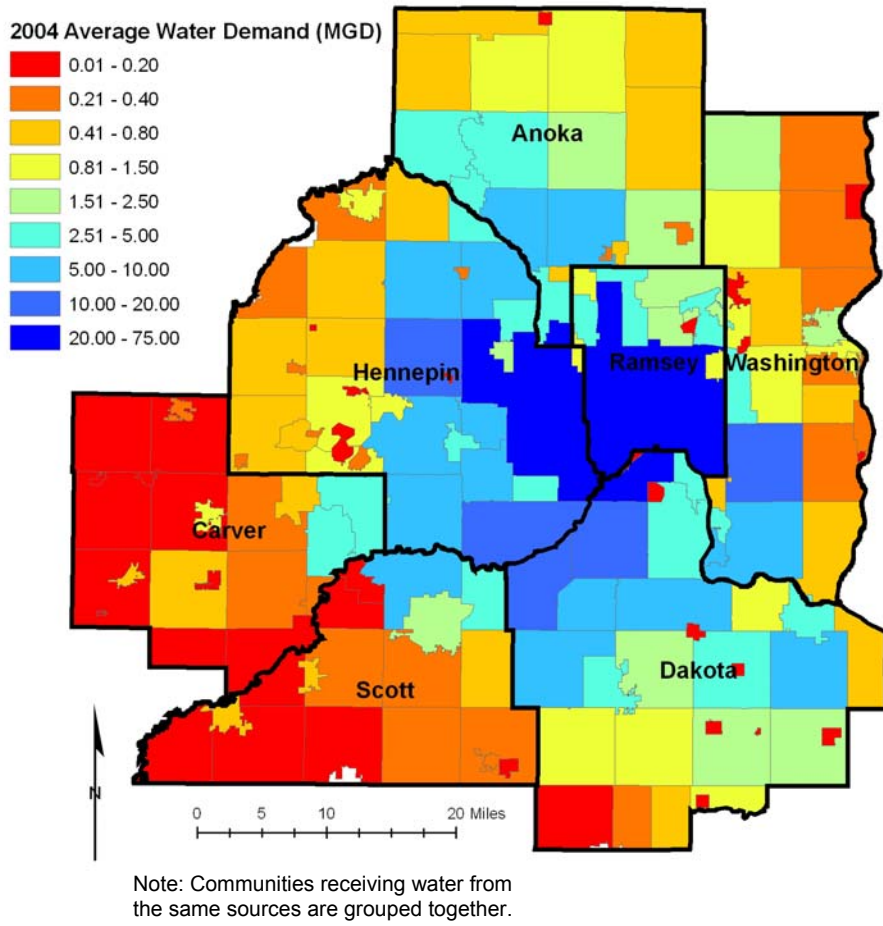 2004 Average Water Demand (MGD)
0.01 - 0.20
0.21 - 0.40
0.41 - 0.80
0.81 - 1.50
1.51 - 2.50
2.51 - 5.00
5.00 - 10.00
10.00 - 20.00
20.00 - 75.00
Anoka
Hennepin
Ramsey
Washington
Carver
Scott
Dakota
N
0 5 10 20 Miles
Note: Communities receiving water from
the same sources are grouped together.